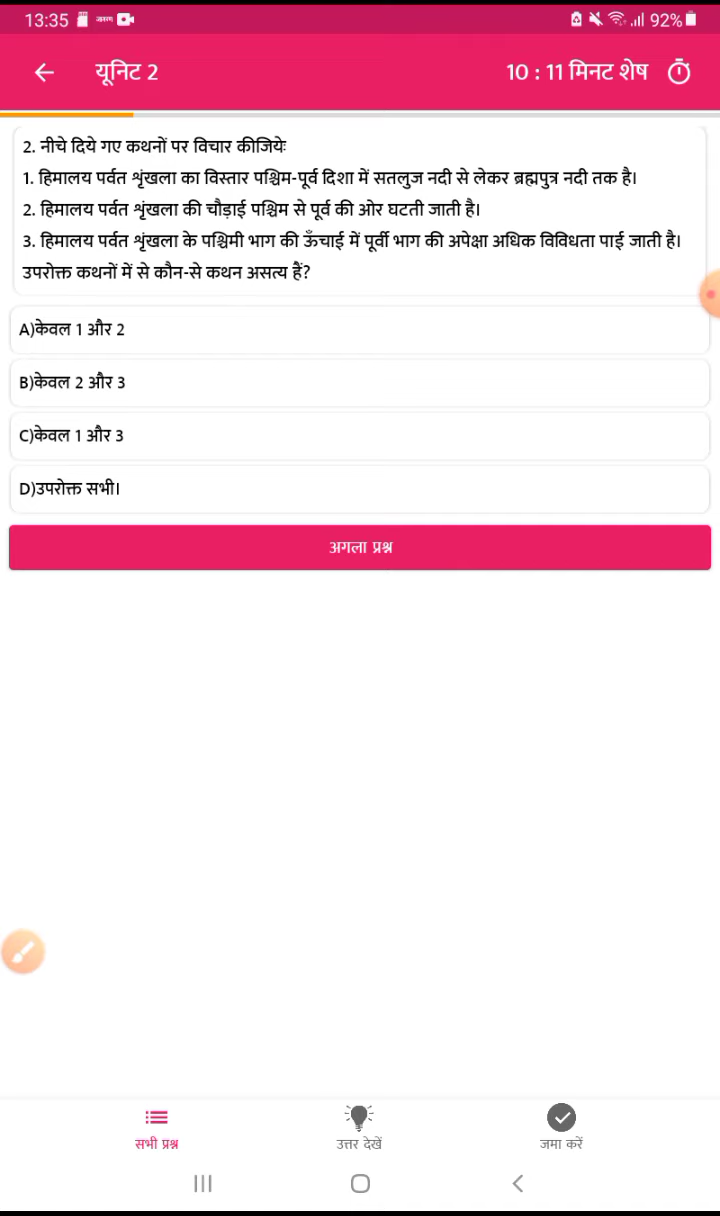 13:35
92%
यूनिट 2
10 : 11 मिनट शेष
2. नीचे दिये गए कथनों पर विचार कीजियेः
1. हिमालय पर्वत श्रृंखला का विस्तार पश्चिम-पूर्व दिशा में सतलुज नदी से लेकर ब्रह्मपुत्र नदी तक है।
2. हिमालय पर्वत श्रृंखला की चौड़ाई पश्चिम से पूर्व की ओर घटती जाती है।
3. हिमालय पर्वत श्रृंखला के पश्चिमी भाग की ऊँचाई में पूर्वी भाग की अपेक्षा अधिक विविधता पाई जाती है।
उपरोक्त कथनों में से कौन-से कथन असत्य हैं?
A)केवल 1 और 2
B)केवल 2 और 3
C)केवल 1 और 3
D)उपरोक्त सभी।
अगला प्रश्न
सभी प्रश्न
उत्तर देखें
जमा करें